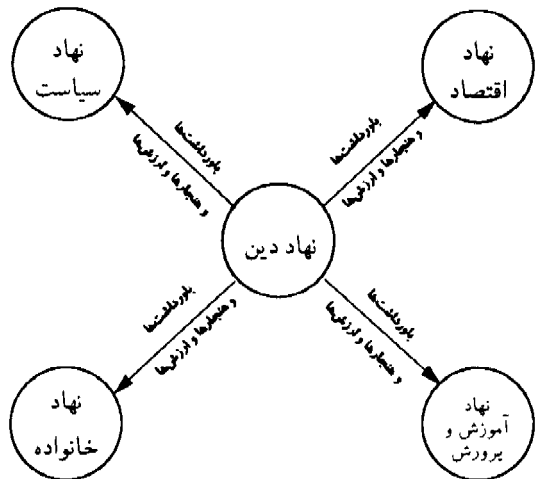 نهاد
اقتصاد
نهاد
سیاست
باورداشت‌ها
و هنجارها و ارزش‌ها
باورداشت‌ها
و هنجارها و ارزش‌ها
نهاد دین
باورداشت‌ها
و هنجارها و ارزش‌ها
باورداشت‌ها
و هنجارها و ارزش‌ها
نهاد
آموزش و
پرورش
نهاد
خانواده